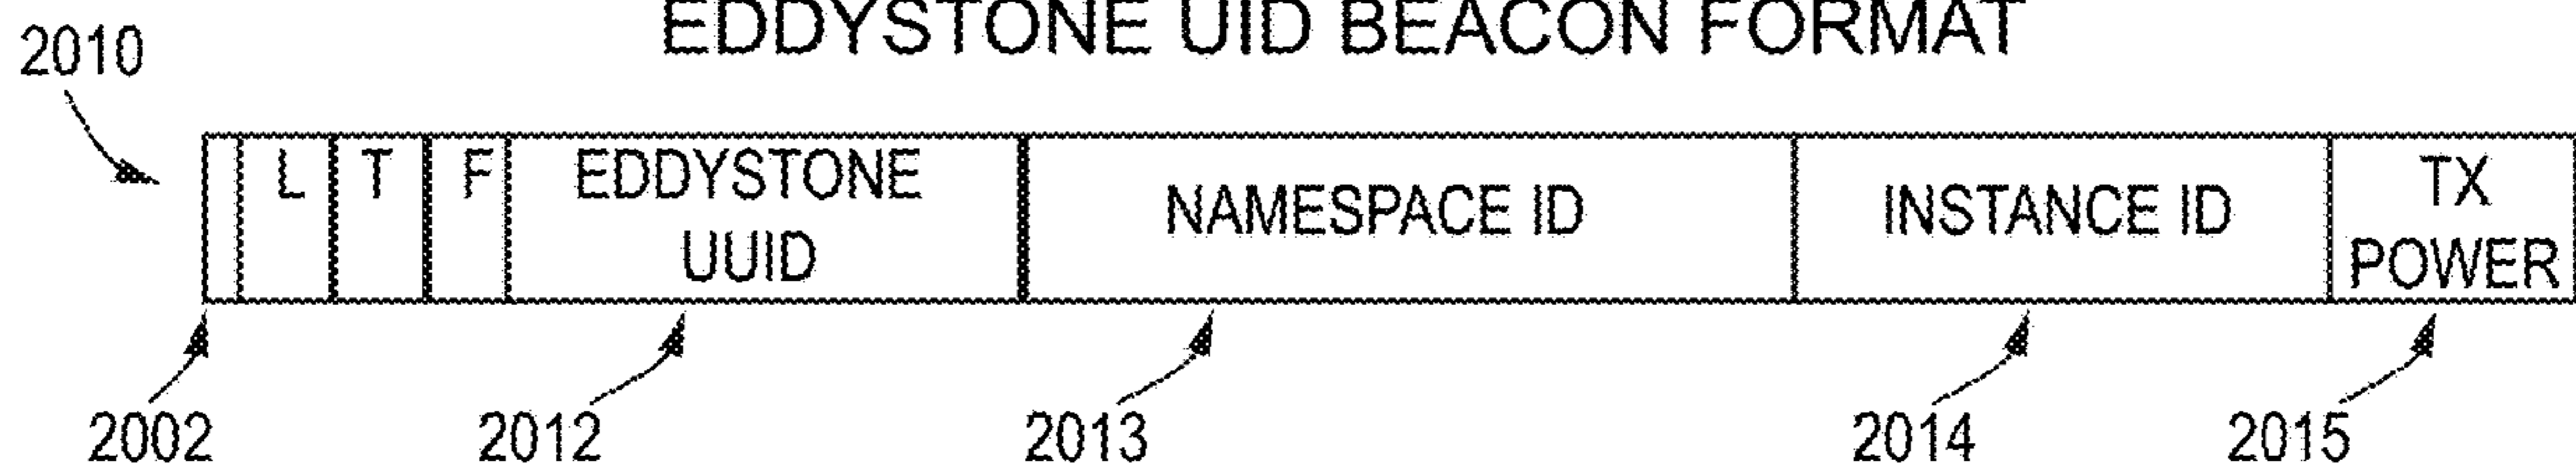 EDDYSTONE UID BEACON FORMAT
2010
L T F EDDYSTONE UUID NAMESPACE ID INSTANCE ID TX POWER
2002 2012 2013 2014 2015